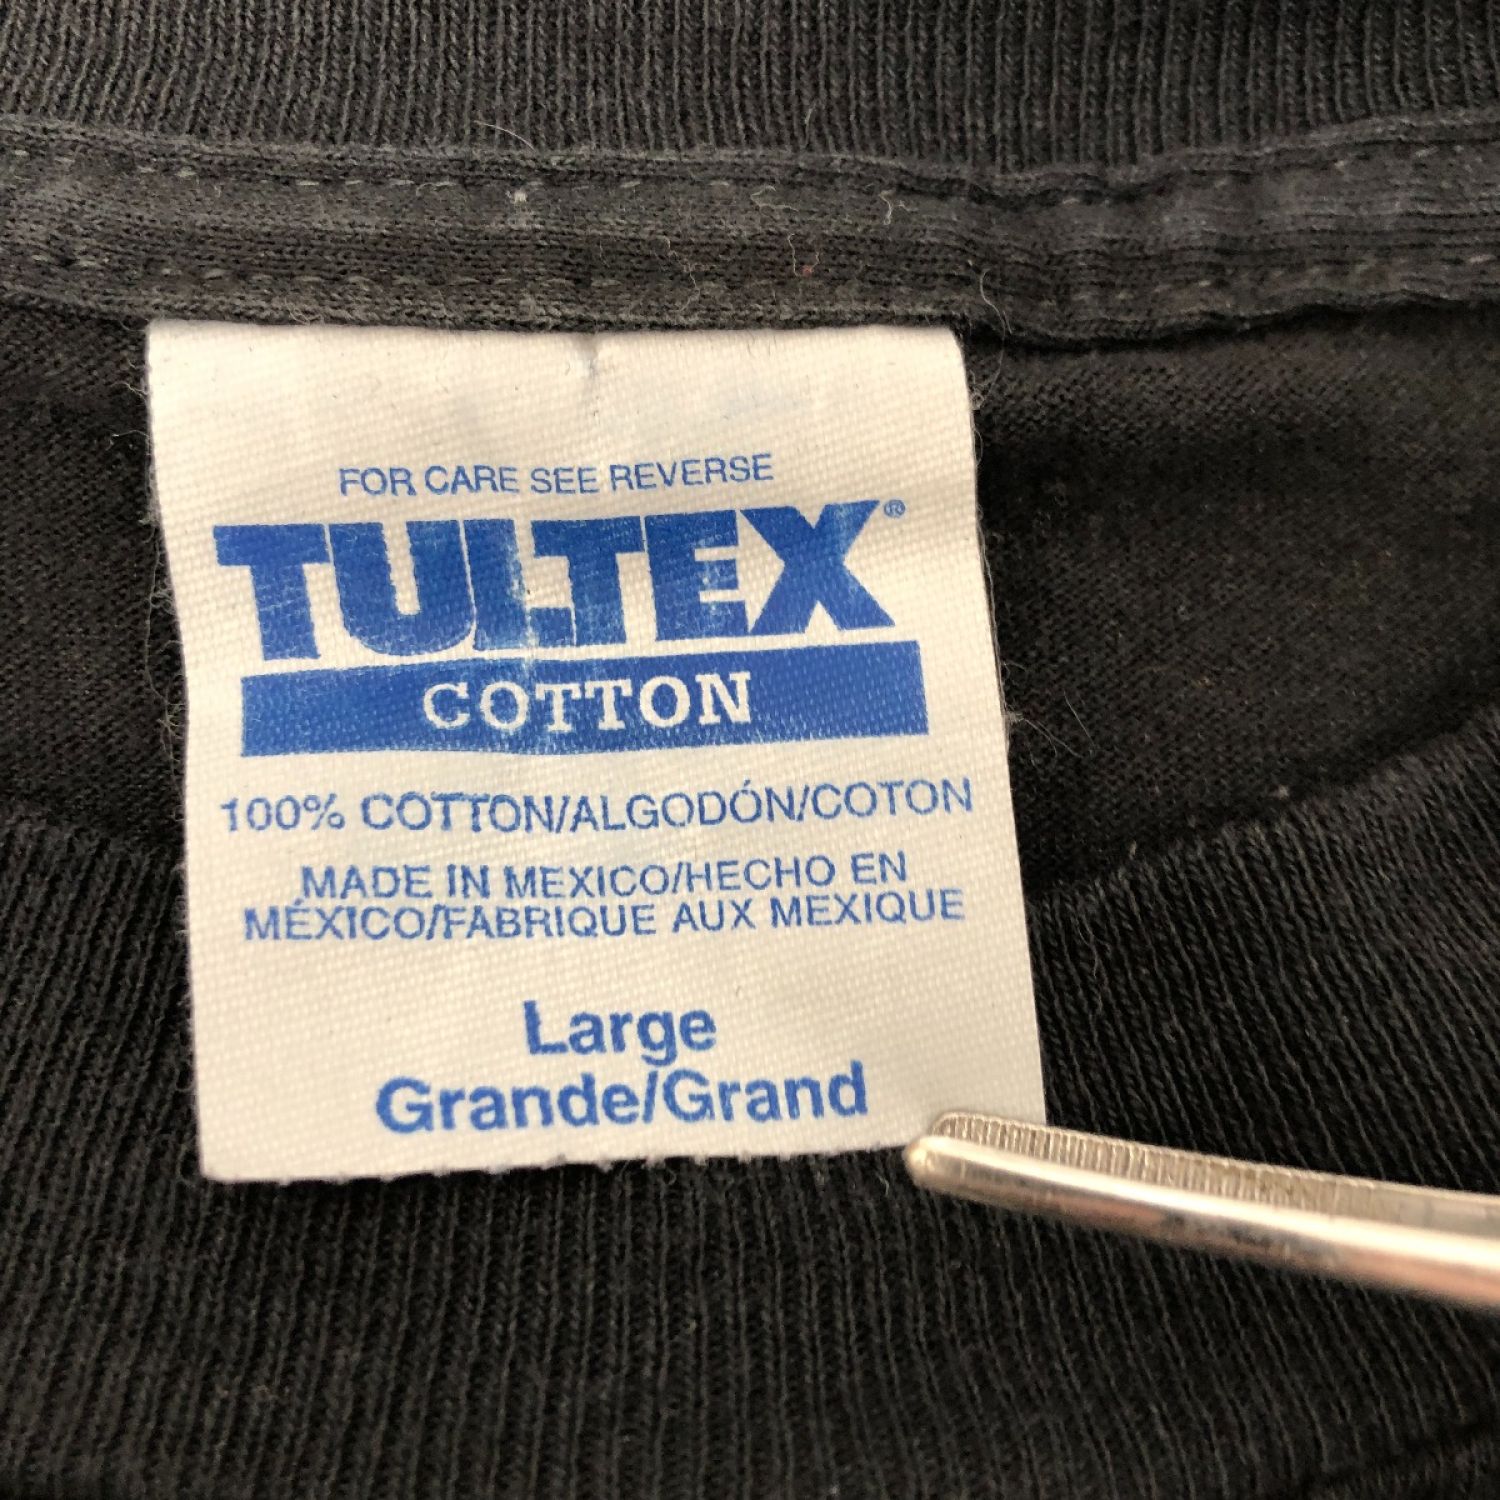 FOR CARE SEE REVERSE
TULTEX®
COTTON
100% COTTON/ALGODÓN/COTON
MADE IN MEXICO/HECHO EN
MÉXICO/FABRIQUE AUX MEXIQUE
Large
Grande/Grand